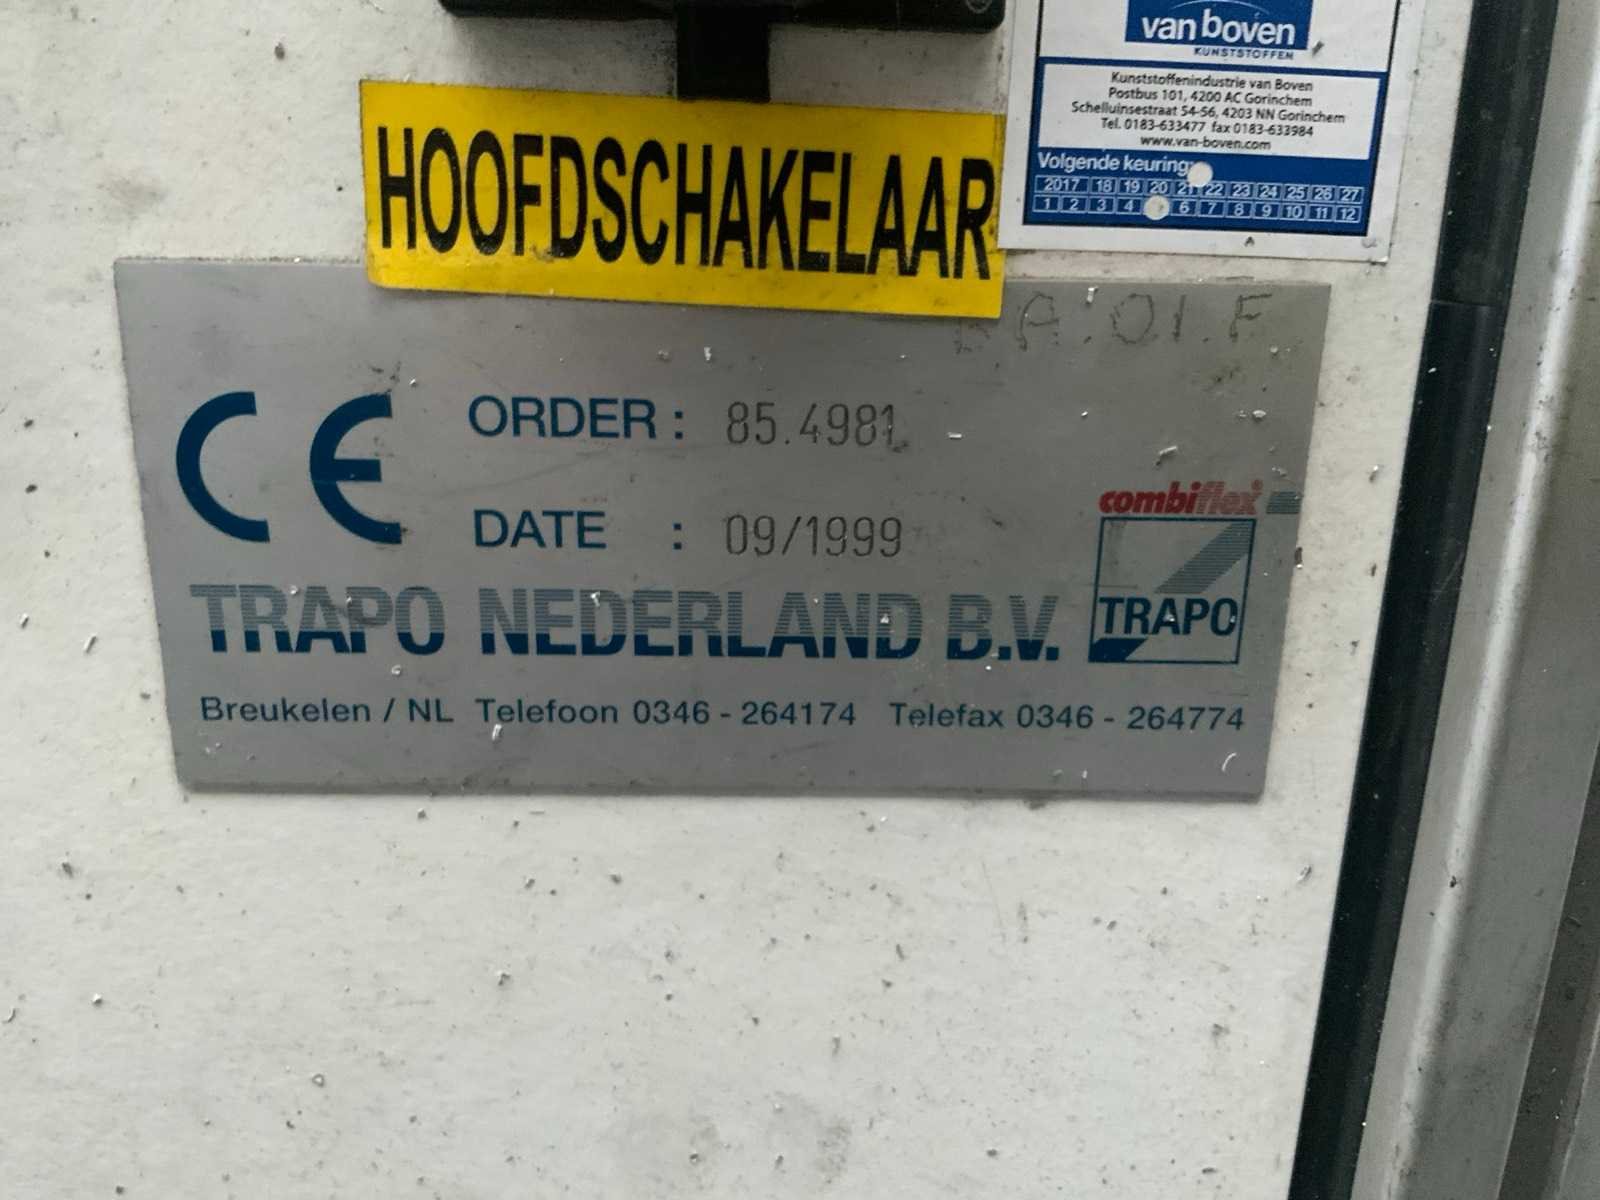 van boven
KUNSTSTOFFEN
Kunststoffenindustrie van Boven
Postbus 101, 4200 AC Gorinchem
Schelluinsestraat 54-56, 4203 NN Gorinchem
Tel. 0183-633477 fax 0183-633984
www.van-boven.com
Volgende keuring:
2017 18 19 20 21 22 23 24 25 26 27
1 2 3 4 6 7 8 9 10 11 12
HOOFDSCHAKELAAR
A.01.F
CE
ORDER : 85.4981
DATE : 09/1999
combiflex
TRAPO
TRAPO NEDERLAND B.V.
Breukelen / NL Telefoon 0346 - 264174 Telefax 0346 - 264774